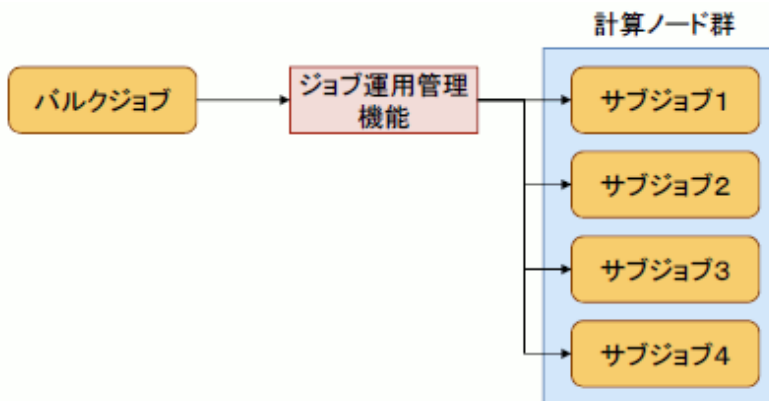 計算ノード群
バルクジョブ
ジョブ運用管理
機能
サブジョブ1
サブジョブ2
サブジョブ3
サブジョブ4